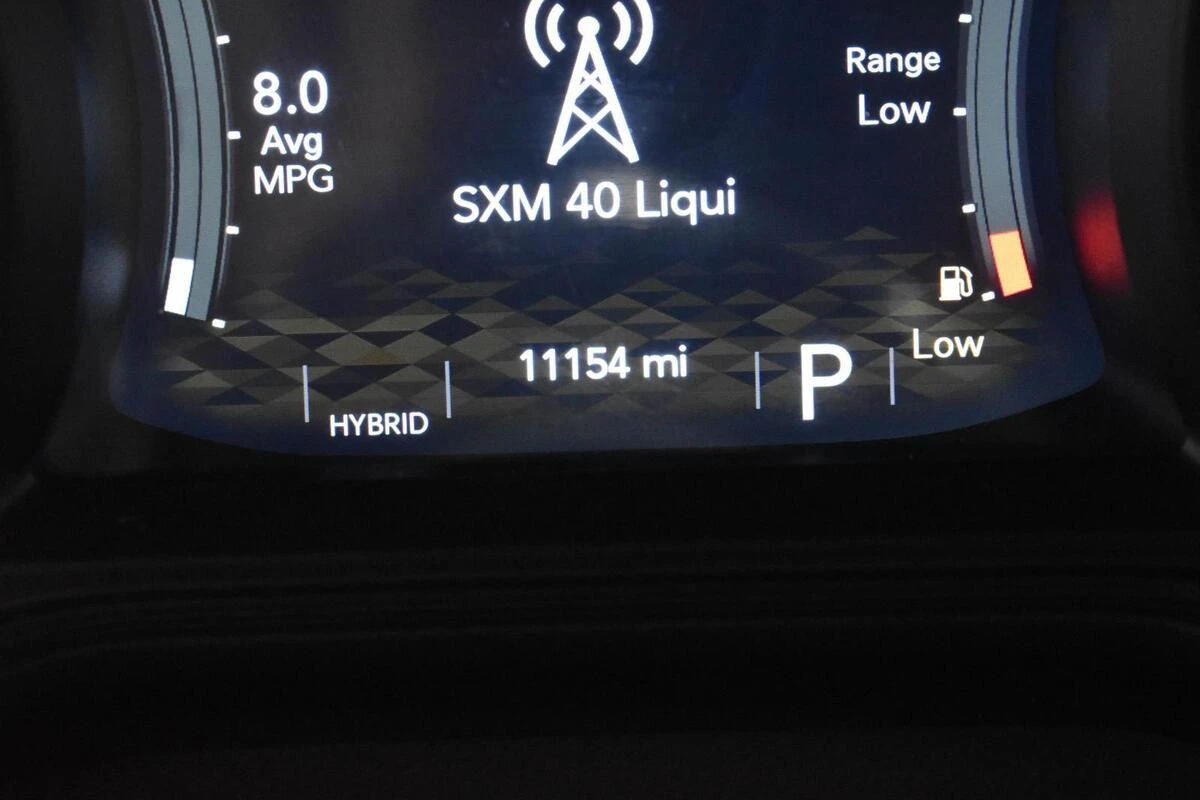 8.0
Avg
MPG
SXM 40 Liqui
Range
Low
HYBRID
11154 mi
P
Low